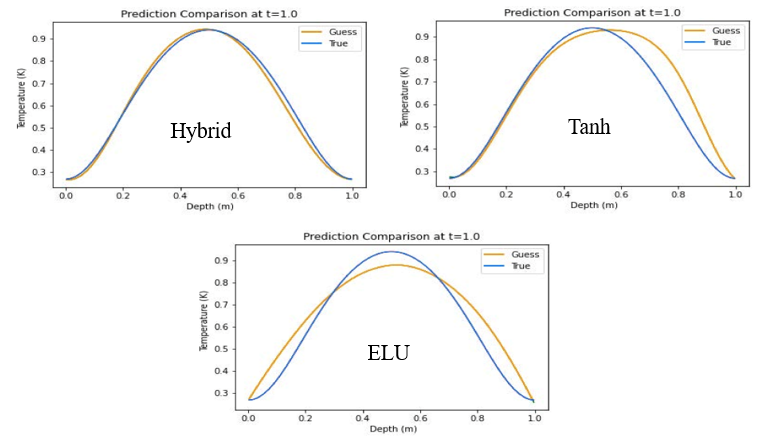 Prediction Comparison at t=1.0
Guess
True
Temperature (K)
0.9
0.8
0.7
0.6
0.5
0.4
0.3
Hybrid
0.0 0.2 0.4 0.6 0.8 1.0
Depth (m)
Prediction Comparison at t=1.0
Guess
True
Temperature (K)
0.9
0.8
0.7
0.6
0.5
0.4
0.3
Tanh
0.0 0.2 0.4 0.6 0.8 1.0
Depth (m)
Prediction Comparison at t=1.0
Guess
True
Temperature (K)
0.9
0.8
0.7
0.6
0.5
0.4
0.3
ELU
0.0 0.2 0.4 0.6 0.8 1.0
Depth (m)